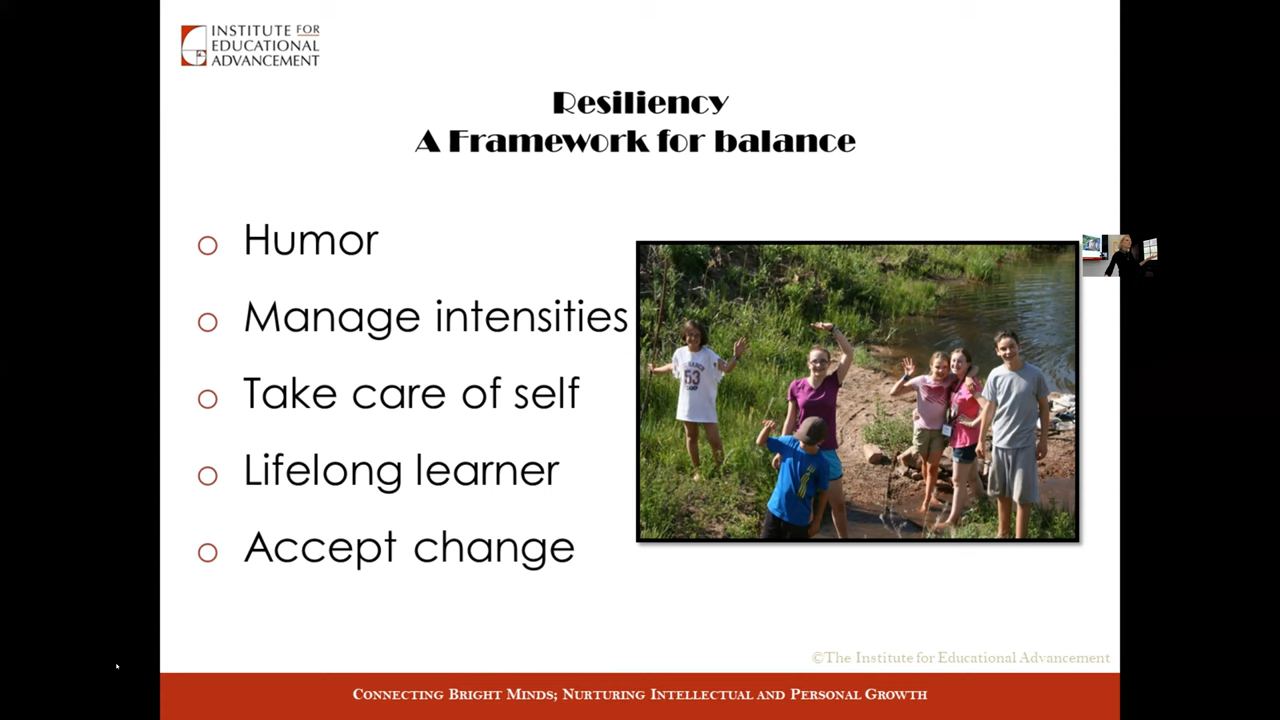 INSTITUTE FOR
EDUCATIONAL
ADVANCEMENT
Resiliency
A Framework for balance
Humor
Manage intensities
Take care of self
Lifelong learner
Accept change
53
©The Institute for Educational Advancement
Connecting Bright Minds; Nurturing Intellectual and Personal Growth